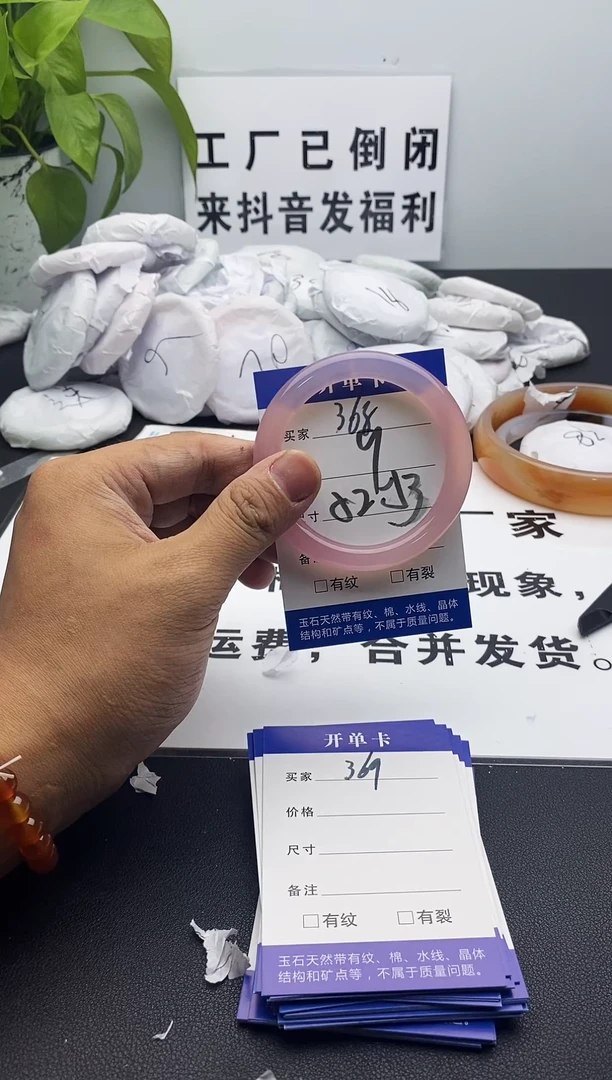 工厂已倒闭
来抖音发福利
14
20
开单卡
买家 368
9
寸
备
□有纹 □有裂
玉石天然带有纹、棉、水线、晶体
结构和矿点等，不属于质量问题。
一家
现象，
运费，合并发货。
开单卡
买家 369
价格
尺寸
备注
□有纹 □有裂
玉石天然带有纹、棉、水线、晶体
结构和矿点等，不属于质量问题。